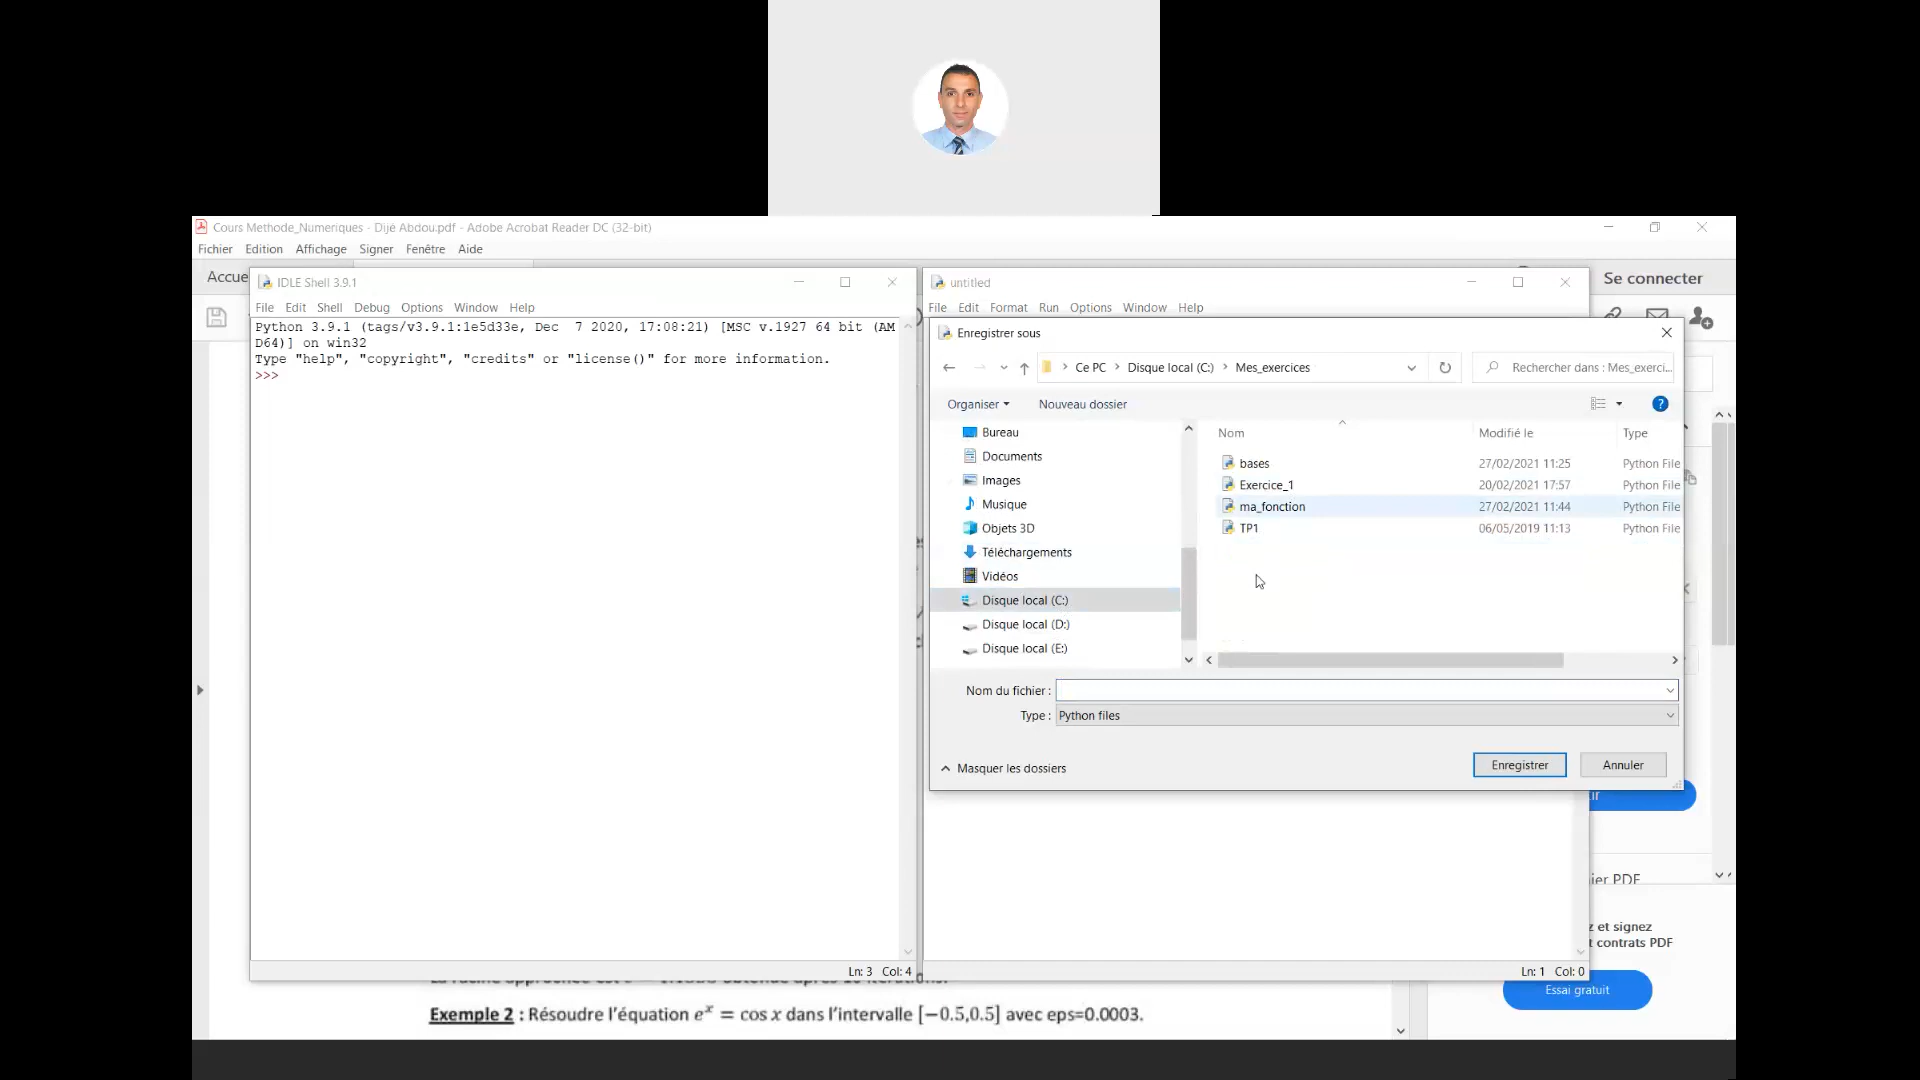 Cours Methode_Numeriques - Dijé Abdou.pdf - Adobe Acrobat Reader DC (32-bit)
Fichier Edition Affichage Signer Fenêtre Aide
Accue
Se connecter
IDLE Shell 3.9.1
File Edit Shell Debug Options Window Help
Python 3.9.1 (tags/v3.9.1:1e5d33e, Dec  7 2020, 17:08:21) [MSC v.1927 64 bit (AM
D64)] on win32
Type "help", "copyright", "credits" or "license()" for more information.
>>>
Ln: 3 Col: 4
untitled
File Edit Format Run Options Window Help
Enregistrer sous
Ce PC > Disque local (C:) > Mes_exercices
Rechercher dans : Mes_exerci...
Organiser Nouveau dossier
Bureau
Documents
Images
Musique
Objets 3D
Téléchargements
Vidéos
Disque local (C:)
Disque local (D:)
Disque local (E:)
Nom Modifié le Type
bases 27/02/2021 11:25 Python File
Exercice_1 20/02/2021 17:57 Python File
ma_fonction 27/02/2021 11:44 Python File
TP1 06/05/2019 11:13 Python File
Nom du fichier :
Type : Python files
Masquer les dossiers
Enregistrer Annuler
Ln: 1 Col: 0
ier PDF
z et signez
t contrats PDF
Essai gratuit
Exemple 2 : Résoudre l'équation e^x = cos x dans l'intervalle [−0.5,0.5] avec eps=0.0003.